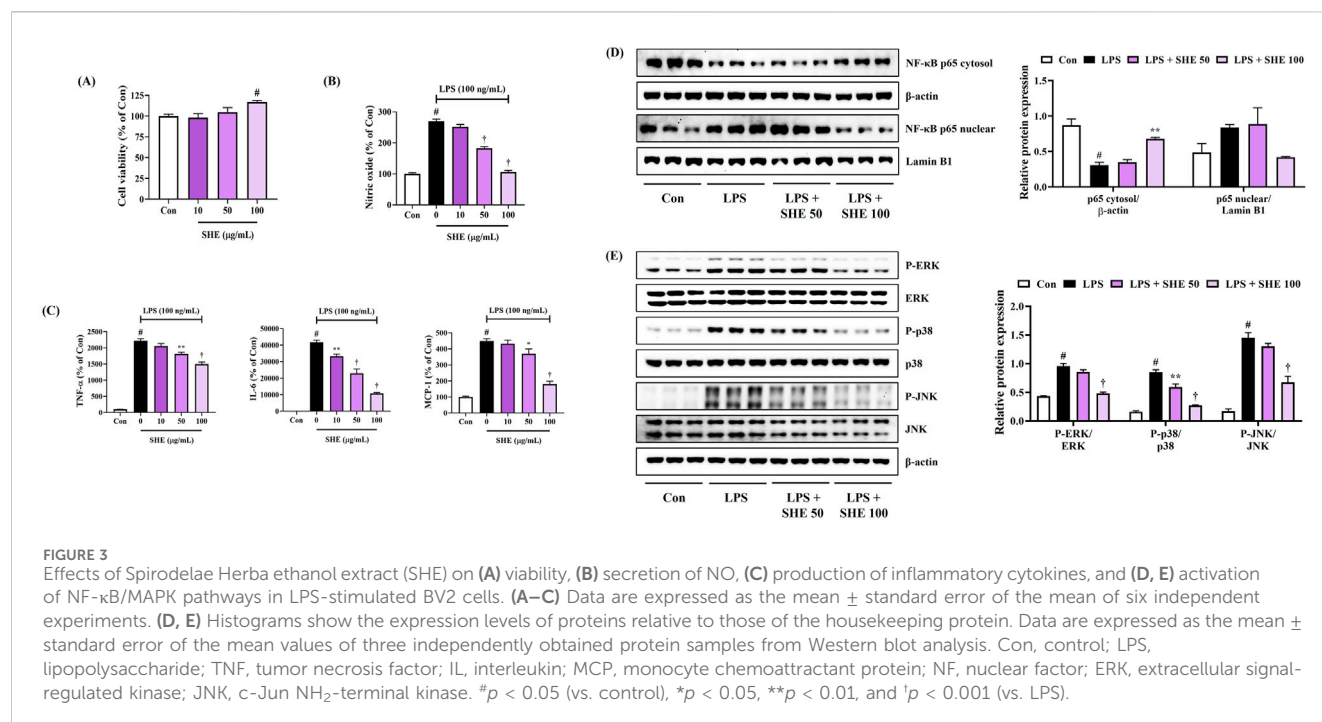 (A)
Cell viability (% of Con)
125
100
75
50
25
0
#
Con 10 50 100
SHE (μg/mL)
(B)
LPS (100 ng/mL)
Nitric oxide (% of Con)
400
300
200
100
0
#
†
†
Con 0 10 50 100
SHE (μg/mL)
(C)
LPS (100 ng/mL)
TNF-α (% of Con)
2500
2000
1500
1000
500
0
#
**
†
Con 0 10 50 100
SHE (μg/mL)
LPS (100 ng/mL)
IL-6 (% of Con)
50000
40000
30000
20000
10000
0
#
**
†
†
Con 0 10 50 100
SHE (μg/mL)
LPS (100 ng/mL)
MCP-1 (% of Con)
600
500
400
300
200
100
0
#
*
†
Con 0 10 50 100
SHE (μg/mL)
(D)
NF-κB p65 cytosol
β-actin
NF-κB p65 nuclear
Lamin B1
Con LPS LPS + LPS +
SHE 50 SHE 100
Con LPS LPS + SHE 50 LPS + SHE 100
Relative protein expression
1.5
1.0
0.5
0.0
#
**
p65 cytosol/ p65 nuclear/
β-actin Lamin B1
(E)
P-ERK
ERK
P-p38
p38
P-JNK
JNK
β-actin
Con LPS LPS + LPS +
SHE 50 SHE 100
Con LPS LPS + SHE 50 LPS + SHE 100
Relative protein expression
2.0
1.5
1.0
0.5
0.0
#
†
#
**
†
#
†
P-ERK/ P-p38/ P-JNK/
ERK p38 JNK
FIGURE 3
Effects of Spirodelae Herba ethanol extract (SHE) on (A) viability, (B) secretion of NO, (C) production of inflammatory cytokines, and (D, E) activation
of NF-κB/MAPK pathways in LPS-stimulated BV2 cells. (A–C) Data are expressed as the mean ± standard error of the mean of six independent
experiments. (D, E) Histograms show the expression levels of proteins relative to those of the housekeeping protein. Data are expressed as the mean ±
standard error of the mean values of three independently obtained protein samples from Western blot analysis. Con, control; LPS,
lipopolysaccharide; TNF, tumor necrosis factor; IL, interleukin; MCP, monocyte chemoattractant protein; NF, nuclear factor; ERK, extracellular signal-
regulated kinase; JNK, c-Jun NH₂-terminal kinase. #p < 0.05 (vs. control), *p < 0.05, **p < 0.01, and †p < 0.001 (vs. LPS).